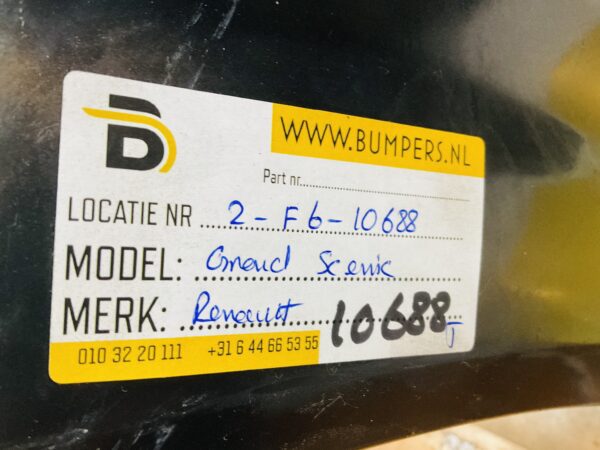 B
WWW.BUMPERS.NL
Part nr
LOCATIE NR 2-F6-10688
MODEL: Grand Scenic
MERK: Renault 10688
010 32 20 111 +31 6 44 66 53 55